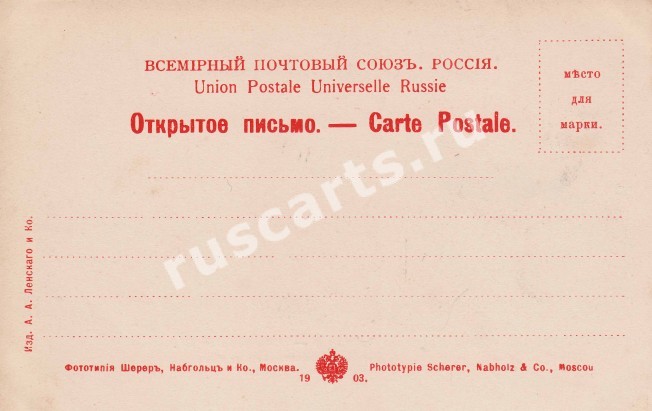 ВСЕМІРНЫЙ ПОЧТОВЫЙ СОЮЗЪ. РОССІЯ.
Union Postale Universelle Russie
Открытое письмо. — Carte Postale.
мѣсто
для
марки.
ruscarts.ru
Изд. А. А. Ленскаго и Ко.
Фототипія Шереръ, Набгольцъ и Ко., Москва. Phototypie Scherer, Nabholz & Co., Moscou
19 03.